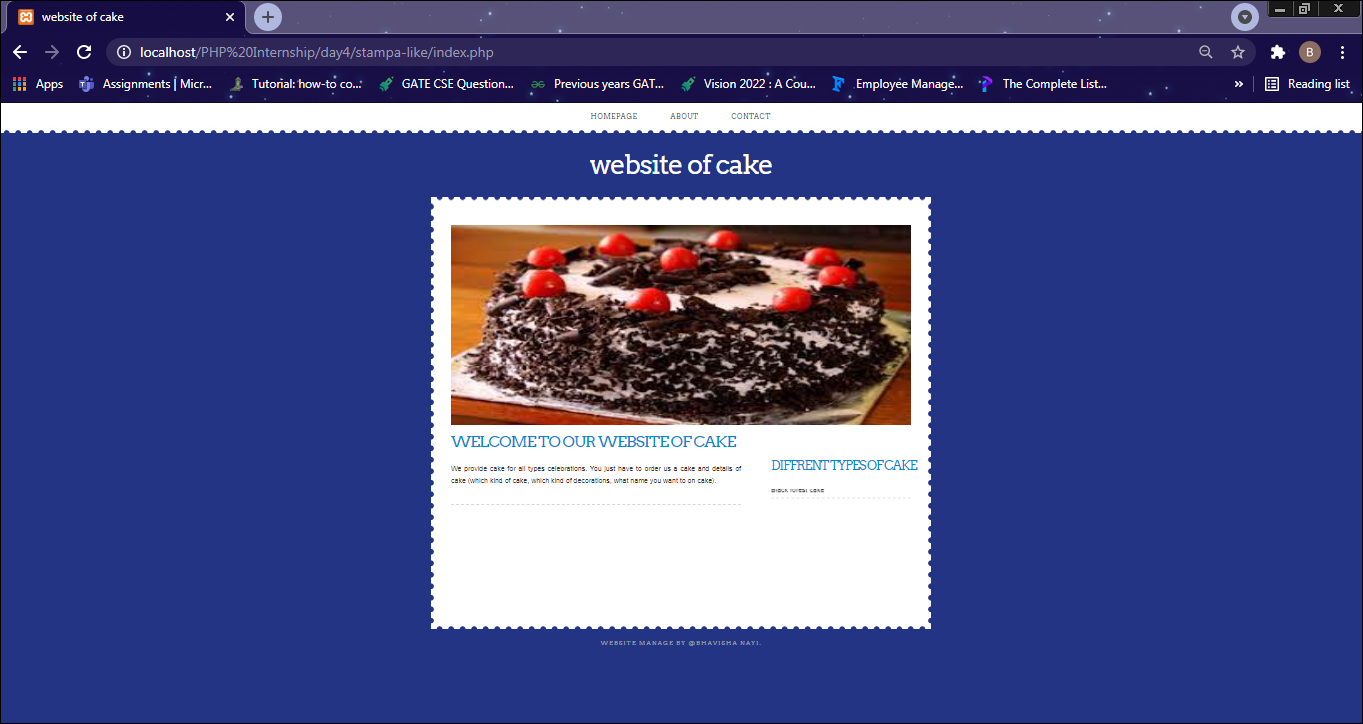 website of cake
localhost/PHP%20Internship/day4/stampa-like/index.php
B
Apps
Assignments | Micr...
Tutorial: how-to co...
GATE CSE Question...
Previous years GAT...
Vision 2022 : A Cou...
Employee Manage...
The Complete List...
»
Reading list
HOMEPAGE ABOUT CONTACT
website of cake
WELCOME TO OUR WEBSITE OF CAKE
We provide cake for all types celebrations. You just have to order us a cake and details of
cake (which kind of cake, which kind of decorations, what name you want to on cake).
DIFFRENT TYPES OF CAKE
Black forest Cake
WEBSITE MANAGE BY @BHAVISHA NAYI.